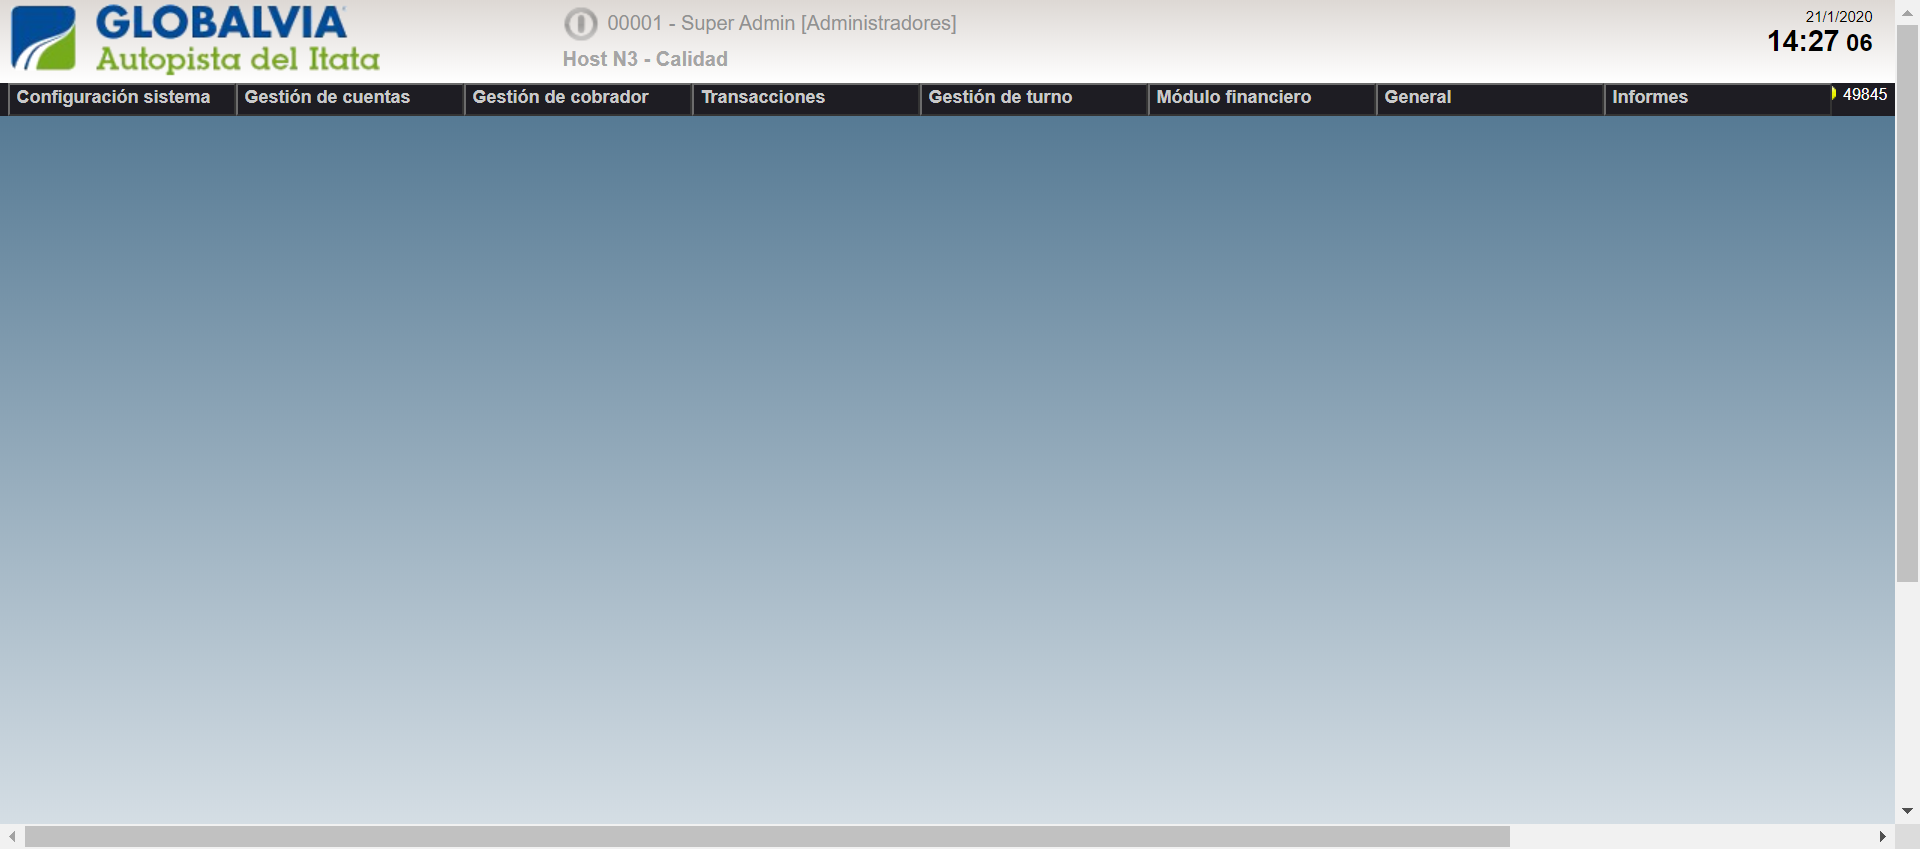 GLOBALVIA
Autopista del Itata
00001 - Super Admin [Administradores]
Host N3 - Calidad
21/1/2020
14:27 06
Configuración sistema
Gestión de cuentas
Gestión de cobrador
Transacciones
Gestión de turno
Módulo financiero
General
Informes
49845